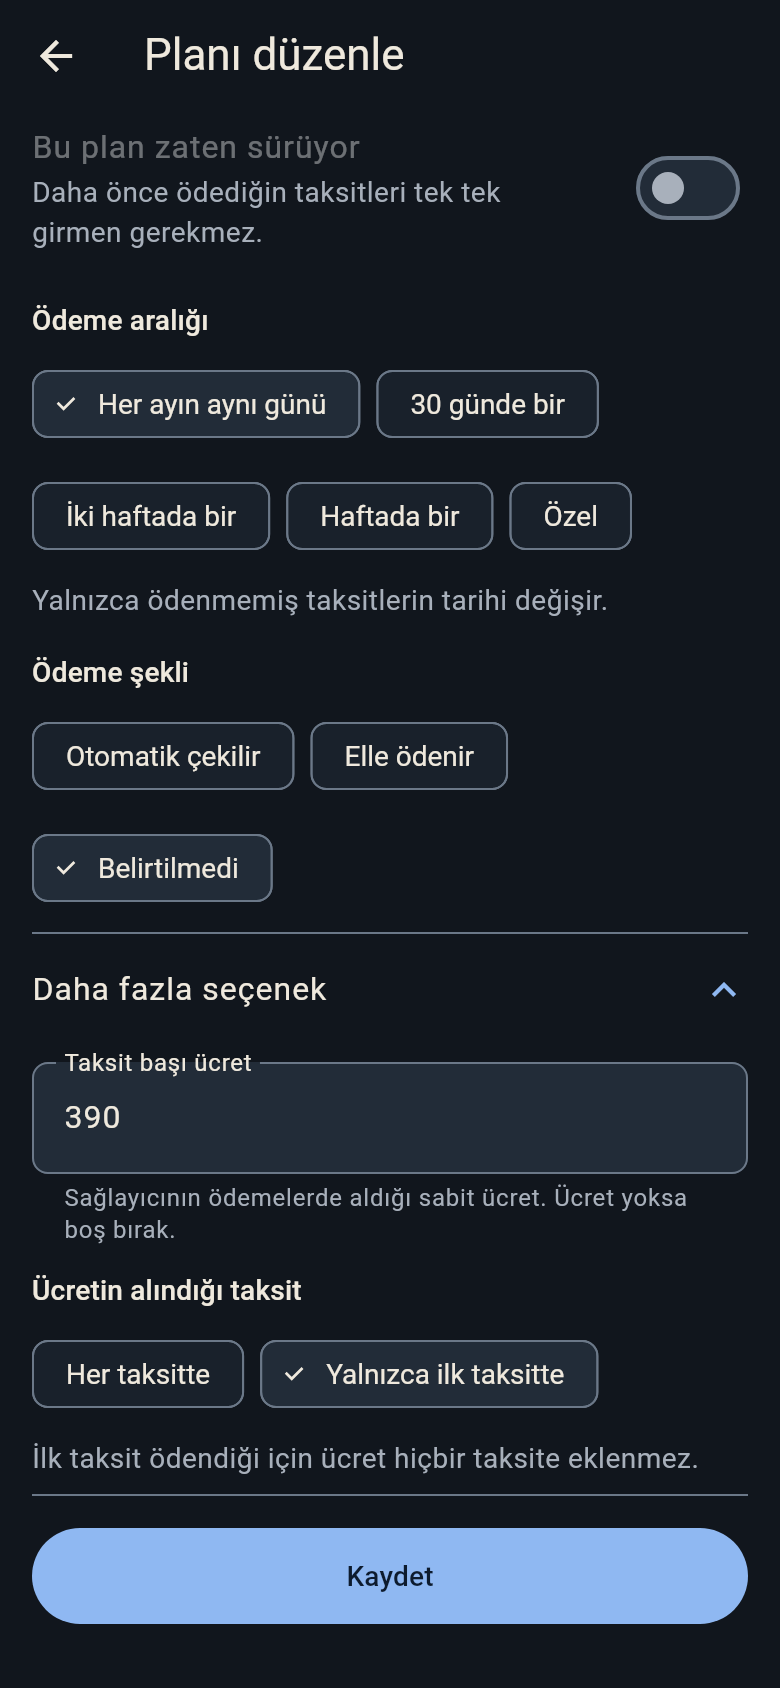 Planı düzenle
Bu plan zaten sürüyor
Daha önce ödediğin taksitleri tek tek
girmen gerekmez.
Ödeme aralığı
Her ayın aynı günü
30 günde bir
İki haftada bir
Haftada bir
Özel
Yalnızca ödenmemiş taksitlerin tarihi değişir.
Ödeme şekli
Otomatik çekilir
Elle ödenir
Belirtilmedi
Daha fazla seçenek
Taksit başı ücret
390
Sağlayıcının ödemelerde aldığı sabit ücret. Ücret yoksa
boş bırak.
Ücretin alındığı taksit
Her taksitte
Yalnızca ilk taksitte
İlk taksit ödendiği için ücret hiçbir taksite eklenmez.
Kaydet